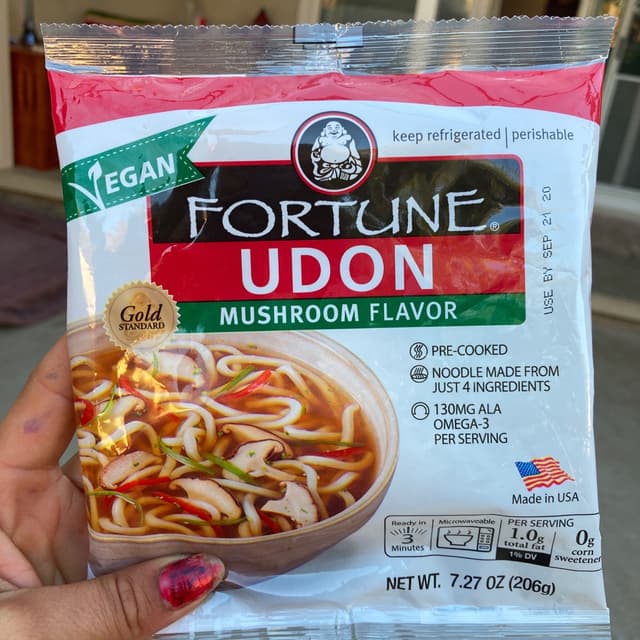 keep refrigerated | perishable
VEGAN
FORTUNE®
UDON
MUSHROOM FLAVOR
USE BY SEP 21 20
Gold
STANDARD
PRE-COOKED
NOODLE MADE FROM
JUST 4 INGREDIENTS
130MG ALA
OMEGA-3
PER SERVING
Made in USA
Ready in
3
Minutes
Microwaveable
PER SERVING
1.0g
total fat
1% DV
0g
corn
sweetener
NET WT. 7.27 OZ (206g)